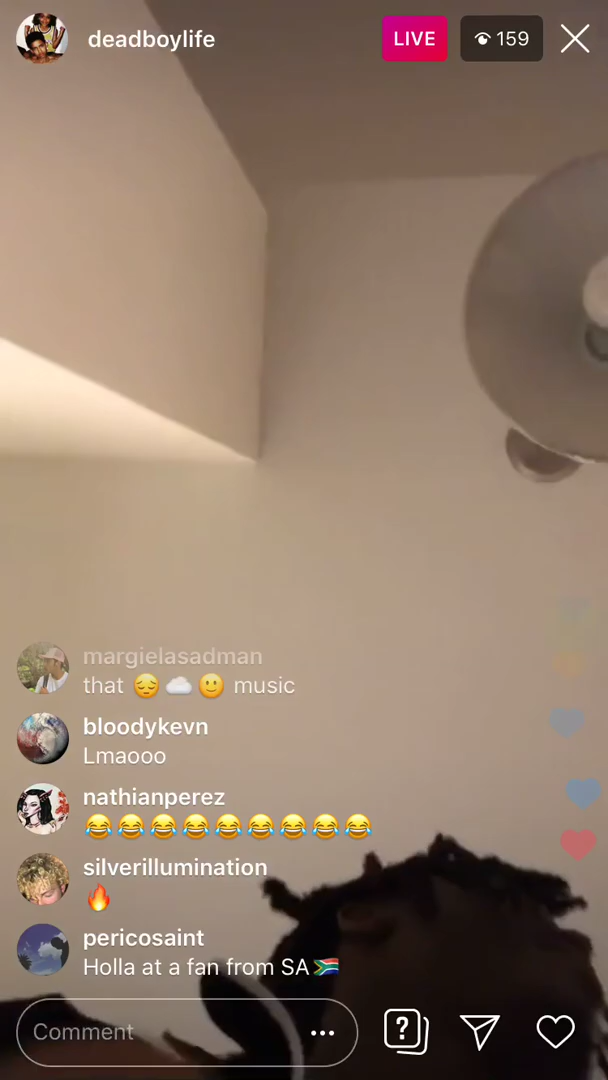 deadboylife
LIVE
159
margielasadman
that 😔☁️🙂 music
bloodykevn
Lmaooo
nathianperez
😂😂😂😂😂😂😂😂😂
silverillumination
🔥
pericosaint
Holla at a fan from SA🇿🇦
Comment